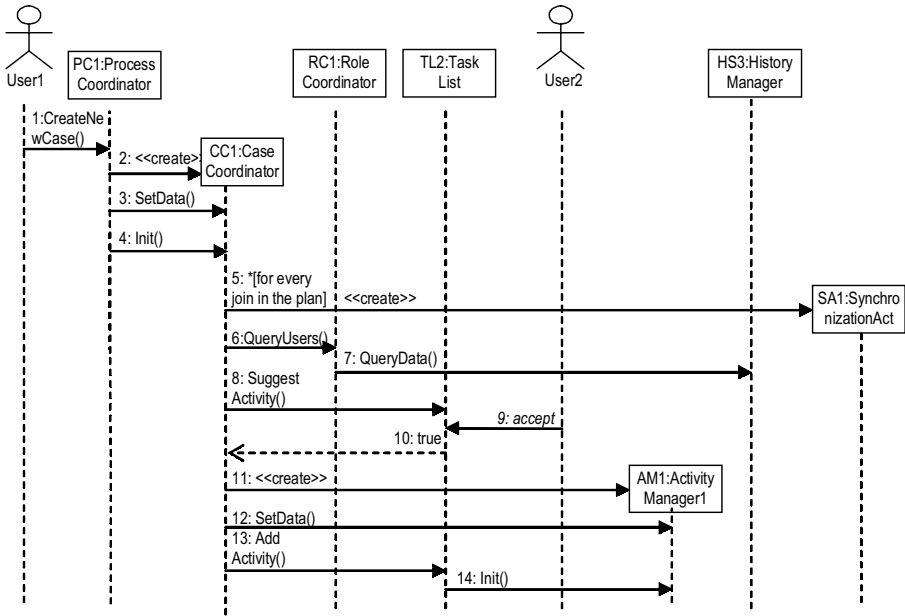 User1
PC1:Process
Coordinator
RC1:Role
Coordinator
TL2:Task
List
User2
HS3:History
Manager
1:CreateNe
wCase()
2: <<create>>
CC1:Case
Coordinator
3: SetData()
4: Init()
5: *[for every
join in the plan]
<<create>>
SA1:Synchro
nizationAct
6:QueryUsers()
7: QueryData()
8: Suggest
Activity()
9: accept
10: true
11: <<create>>
AM1:Activity
Manager1
12: SetData()
13: Add
Activity()
14: Init()